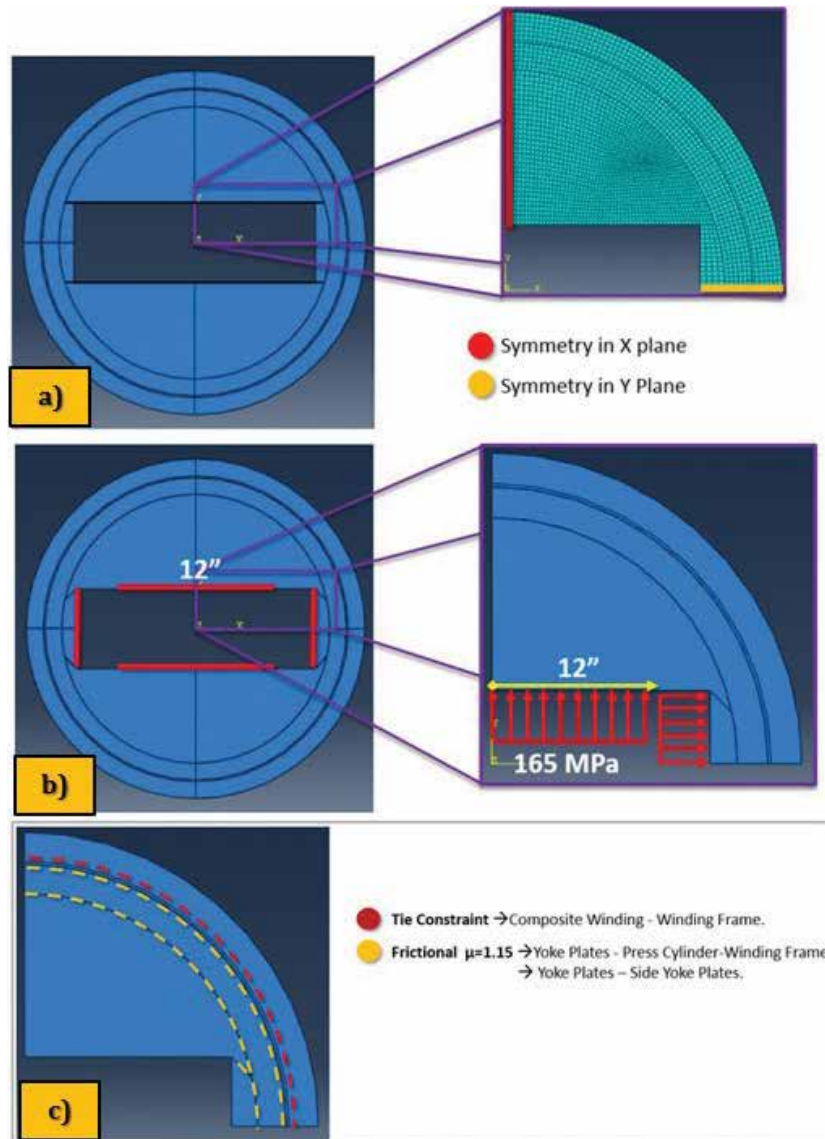 Symmetry in X plane
Symmetry in Y Plane
a)
12”
12”
165 MPa
b)
Tie Constraint →Composite Winding - Winding Frame.
Frictional μ=1.15 →Yoke Plates - Press Cylinder-Winding Frame
→ Yoke Plates – Side Yoke Plates.
c)